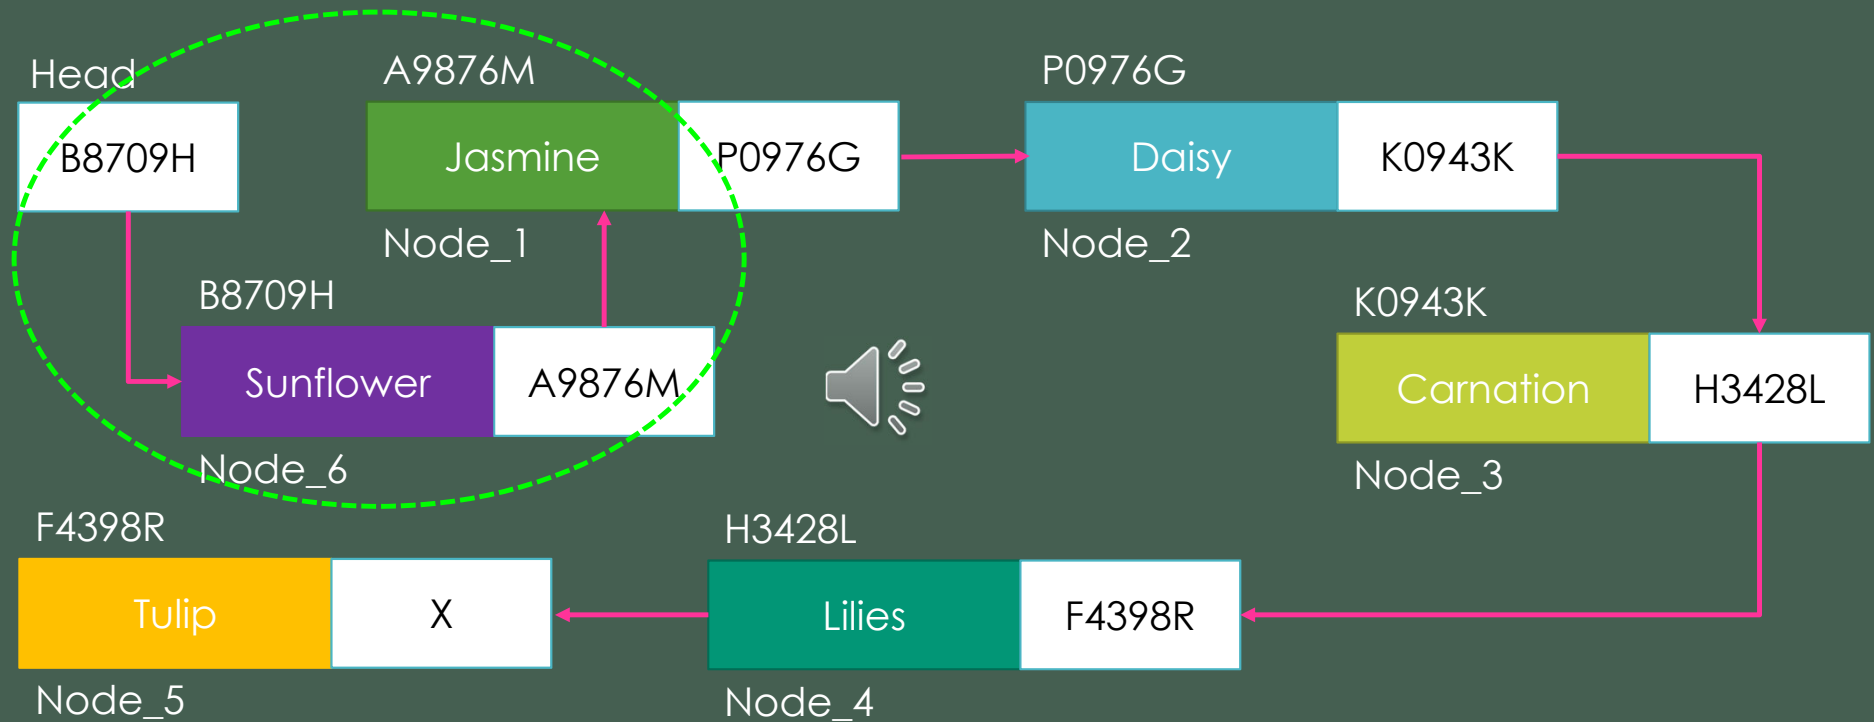 Head
B8709H
A9876M
Jasmine P0976G
Node_1
P0976G
Daisy K0943K
Node_2
B8709H
Sunflower A9876M
Node_6
K0943K
Carnation H3428L
Node_3
F4398R
Tulip X
Node_5
H3428L
Lilies F4398R
Node_4